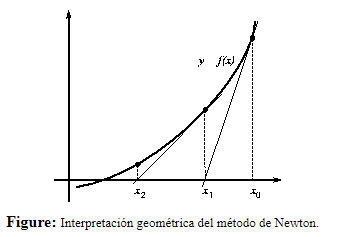 y f(x)
x₂ x₁ x₀
Figure: Interpretación geométrica del método de Newton.